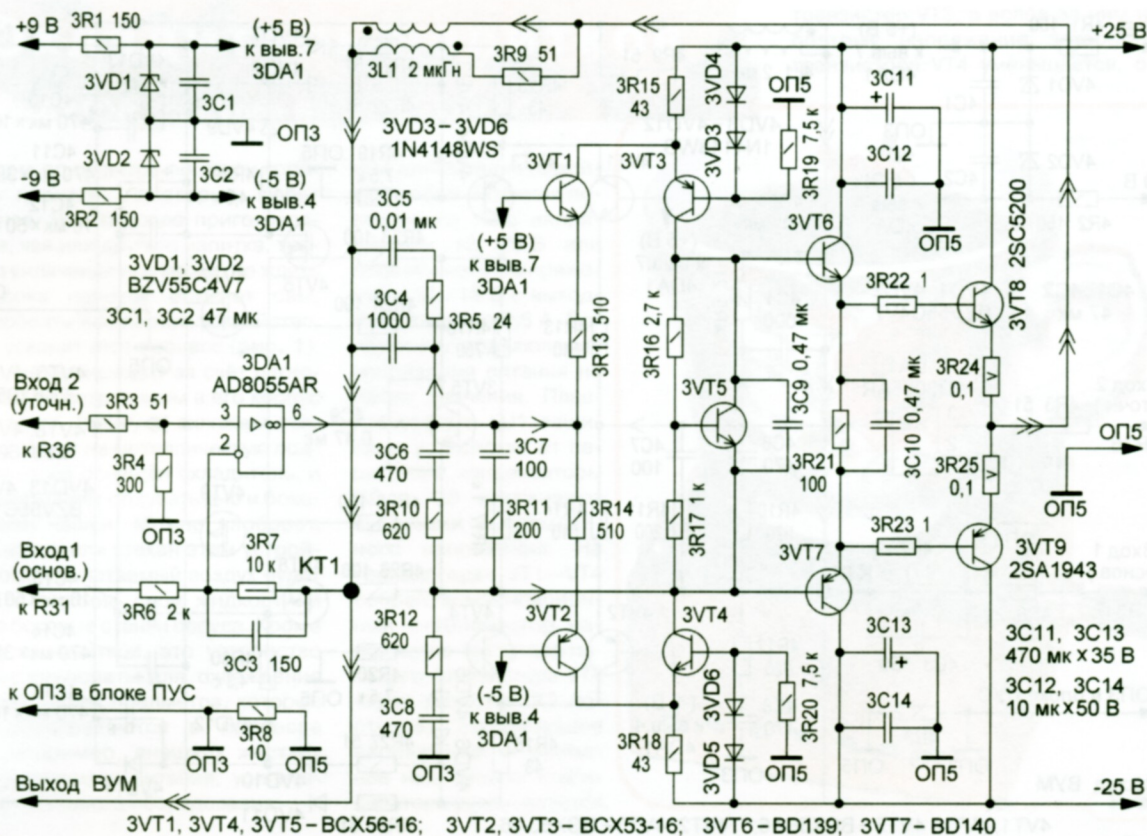 +9 В
3R1 150
(+5 В)
к выв.7
3DA1
3VD1
3C1
ОП3
3VD2
3C2
-9 В
3R2 150
(-5 В)
к выв.4
3DA1
3VD1, 3VD2
BZV55C4V7
3C1, 3C2 47 мк
3L1 2 мкГн
3R9 51
3VD3 – 3VD6
1N4148WS
3C5
0,01 мк
3C4
1000
3R5 24
3VT1
(+5 В)
к выв.7
3DA1
3R13 510
3R15
43
3VT3
3VD4
3VD3
ОП5
3R19 7,5 к
3C11
+
3C12
ОП5
+25 В
3VT6
3R22 1
3VT8 2SC5200
3R16 2,7 к
3VT5
3C9 0,47 мк
3R21
100
3C10 0,47 мк
3R24
0,1
3R25
0,1
ОП5
ОП5
Вход 2
(уточн.)
3R3 51
к R36
3R4
300
ОП3
3DA1
AD8055AR
3
2
6
▷∞
3C6
470
3C7
100
3R10
620
3R11
200
3R14
510
3R17 1 к
3R23 1
3VT7
3VT9
2SA1943
Вход1
(основ.)
к R31
3R6 2 к
3R7
10 к
КТ1
3C3 150
3R12
620
3VT2
3VT4
(-5 В)
к выв.4
3DA1
3C8
470
ОП3
3R18
43
3VD6
3VD5
3R20 7,5 к
ОП5
3C13
+
3C14
ОП5
3C11, 3C13
470 мк x 35 В
3C12, 3C14
10 мк x 50 В
к ОП3 в блоке ПУС
3R8
10
ОП3
ОП5
Выход ВУМ
-25 В
3VT1, 3VT4, 3VT5 – BCX56-16; 3VT2, 3VT3 – BCX53-16; 3VT6 – BD139; 3VT7– BD140